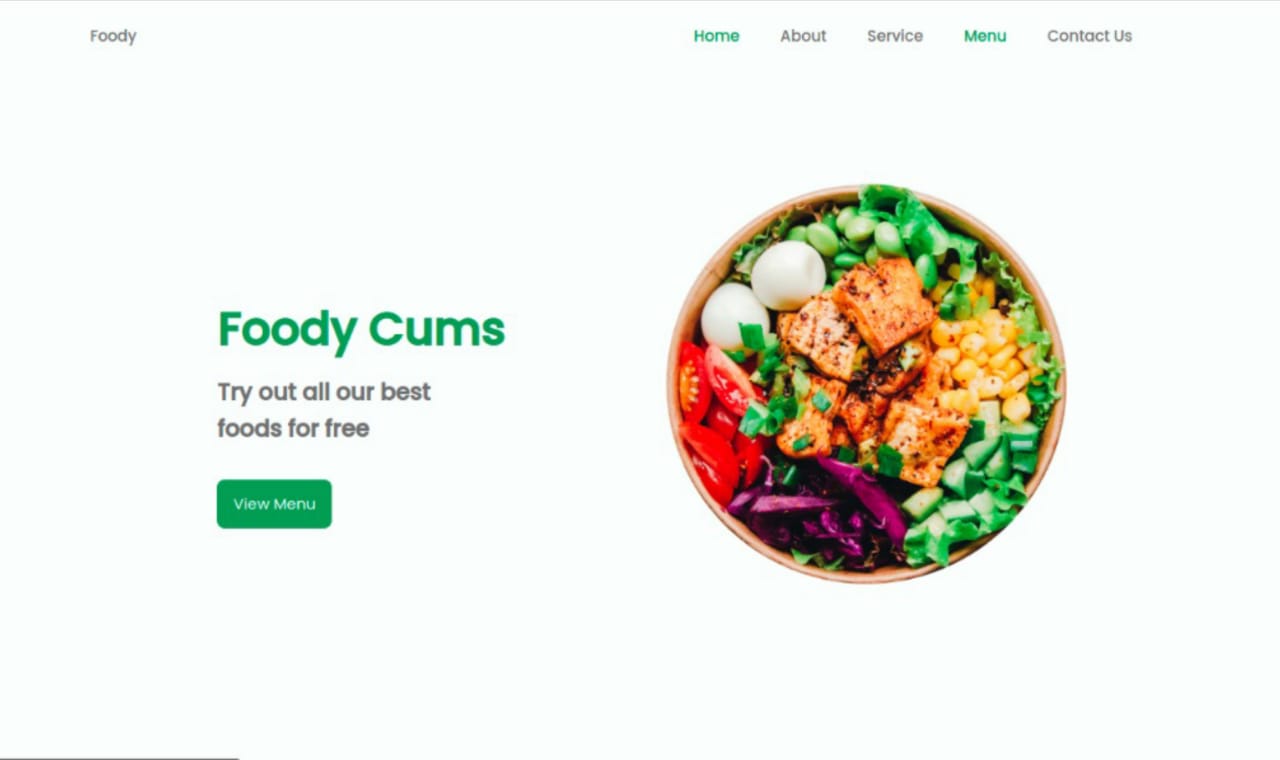 Foody
Home About Service Menu Contact Us
Foody Cums
Try out all our best
foods for free
View Menu